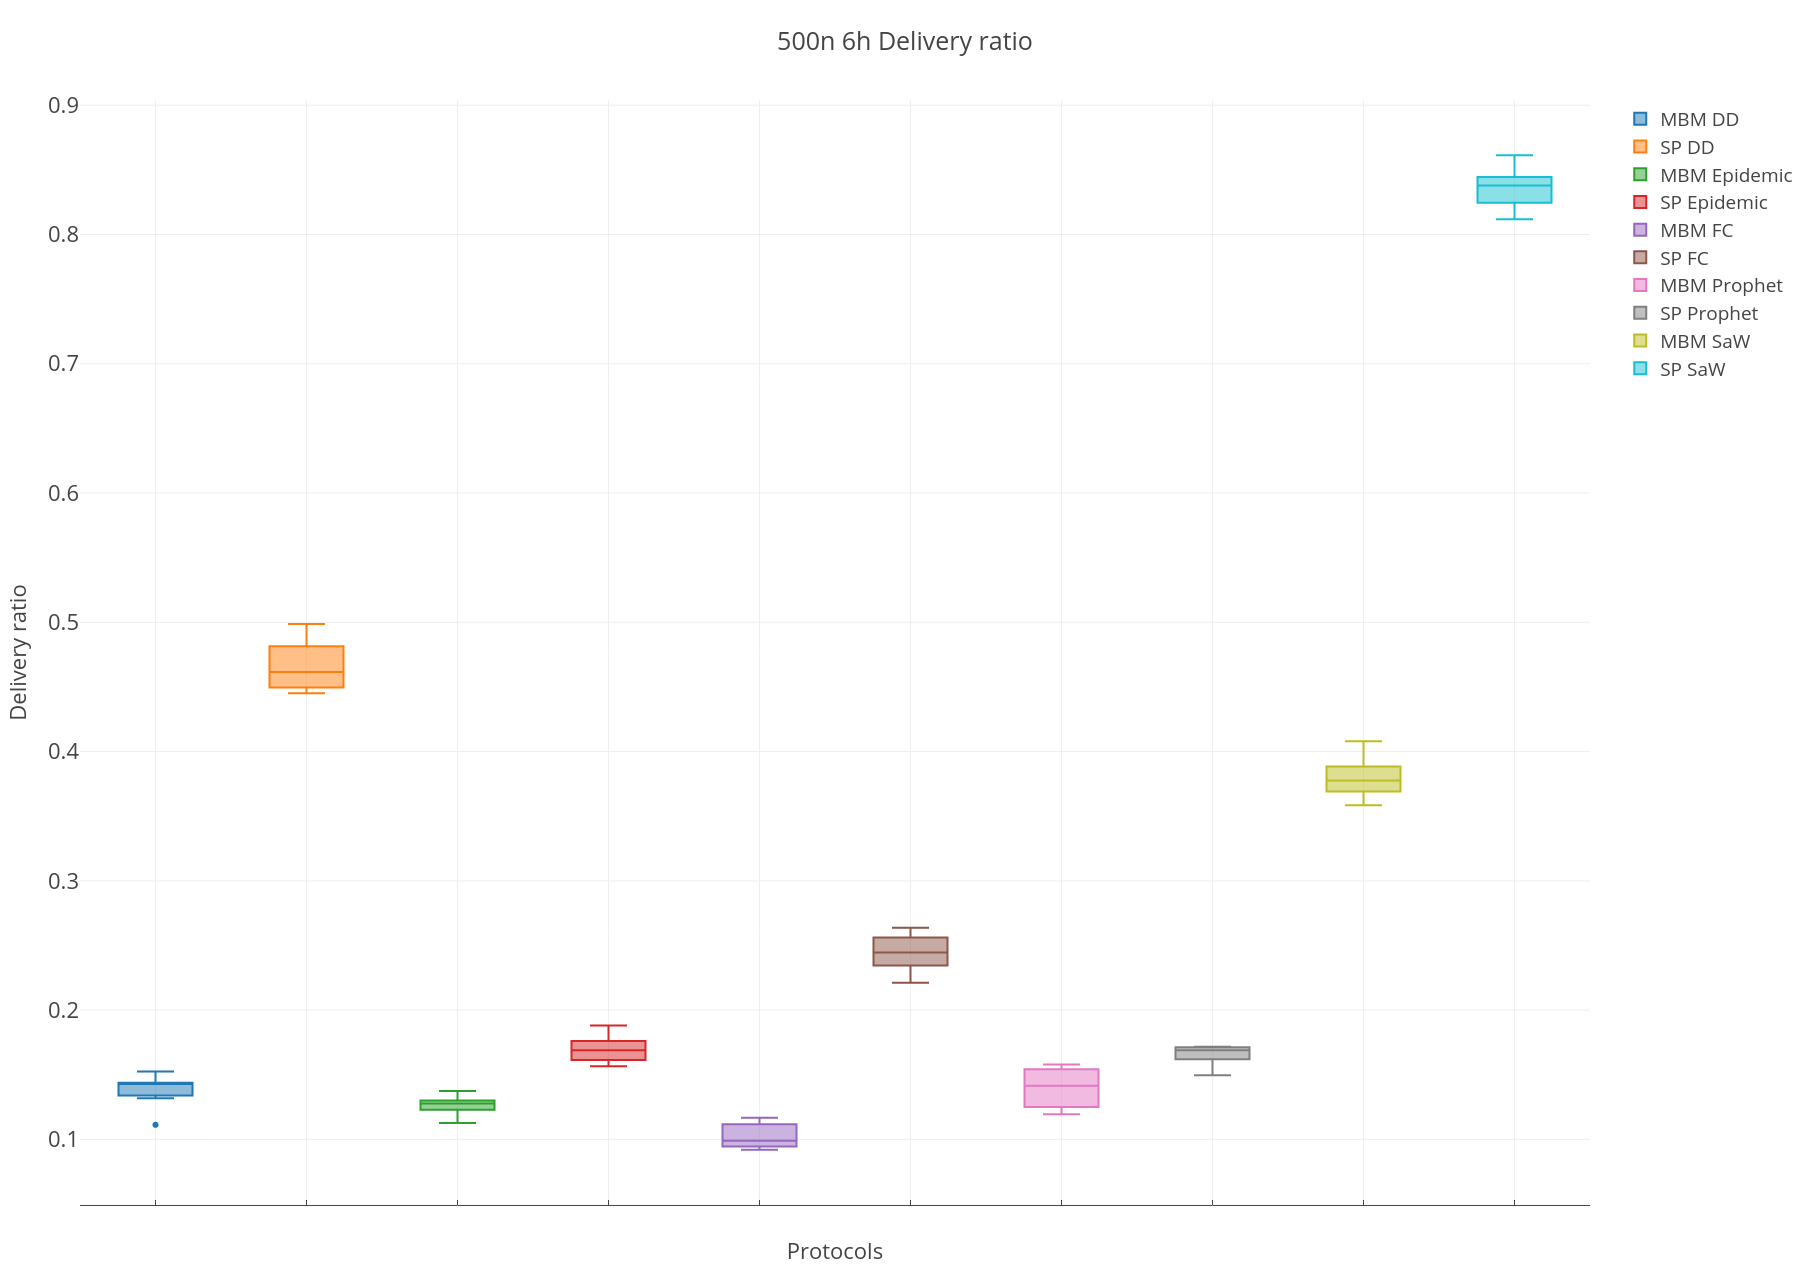 500n 6h Delivery ratio
0.9
0.8
0.7
0.6
0.5
0.4
0.3
0.2
0.1
Delivery ratio
Protocols
MBM DD
SP DD
MBM Epidemic
SP Epidemic
MBM FC
SP FC
MBM Prophet
SP Prophet
MBM SaW
SP SaW